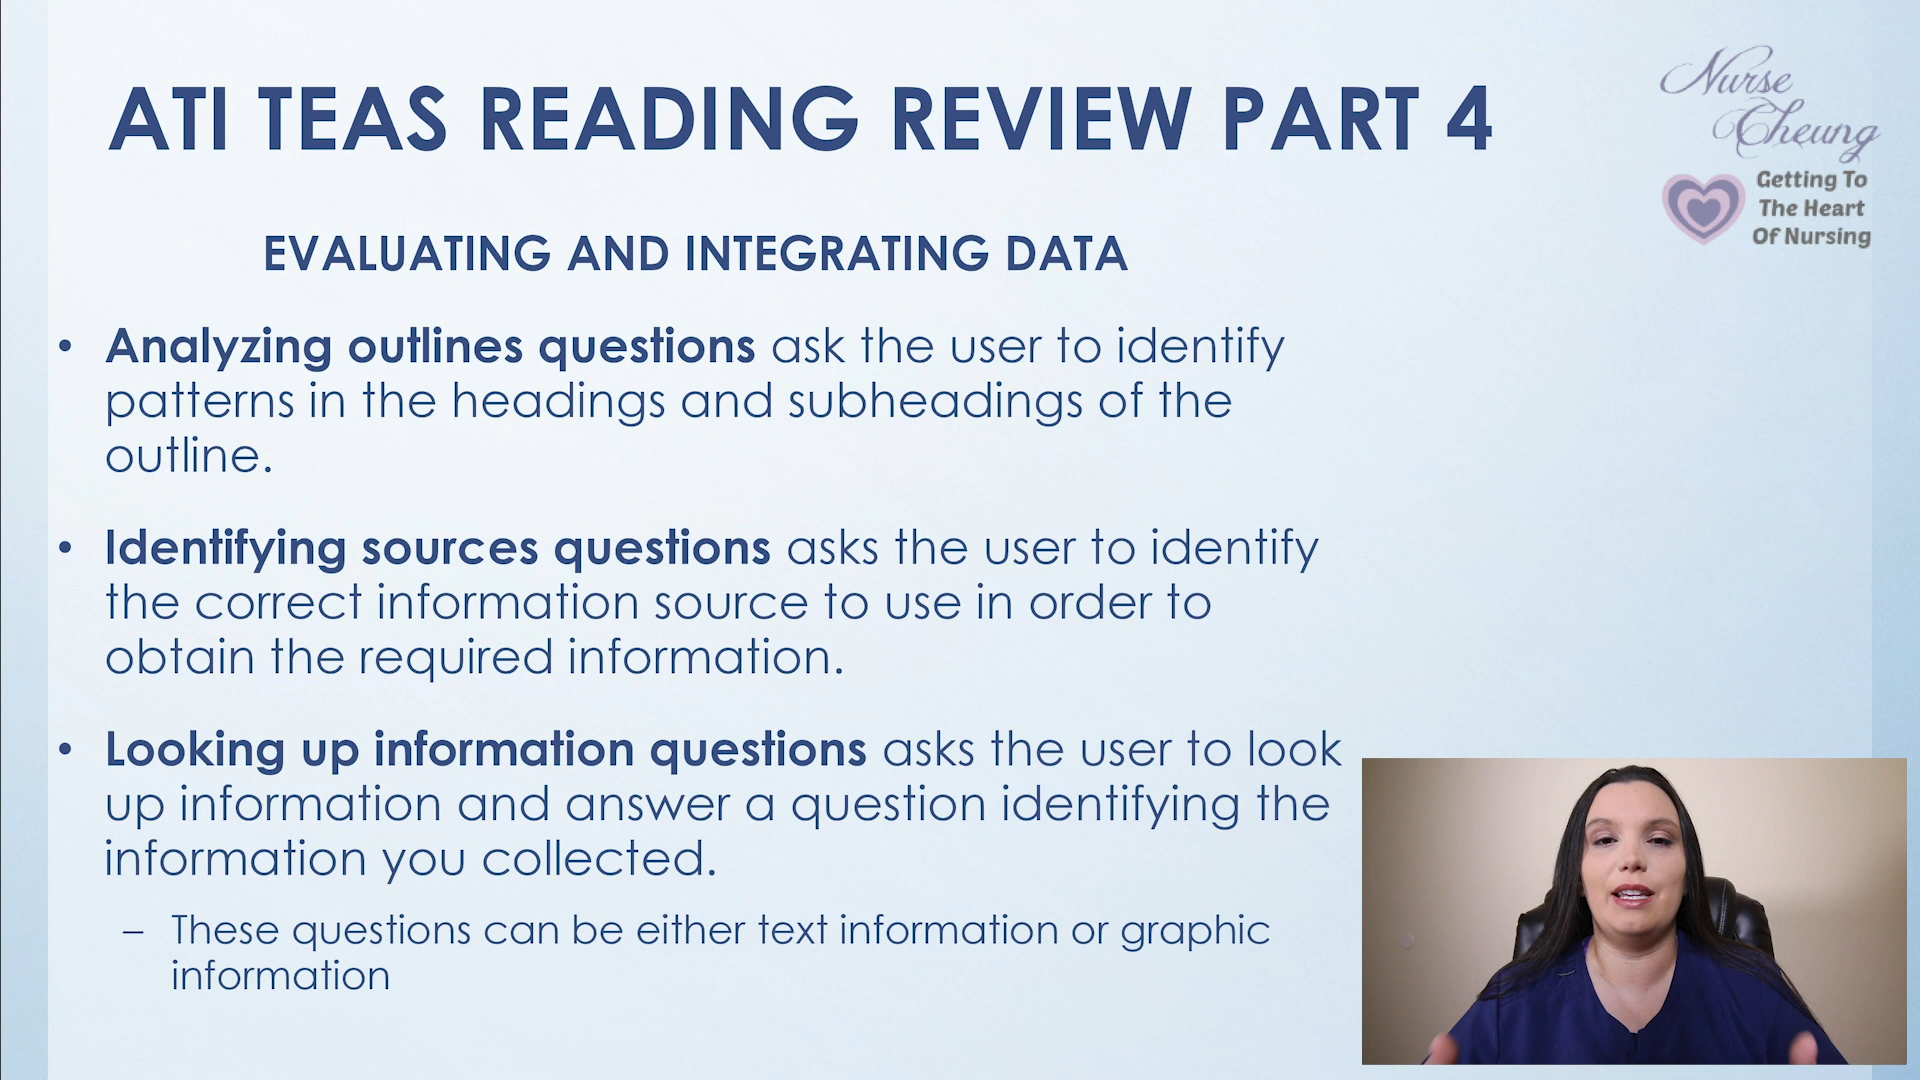 ATI TEAS READING REVIEW PART 4
Nurse
Cheung
Getting To
The Heart
Of Nursing
EVALUATING AND INTEGRATING DATA
• Analyzing outlines questions ask the user to identify
patterns in the headings and subheadings of the
outline.
• Identifying sources questions asks the user to identify
the correct information source to use in order to
obtain the required information.
• Looking up information questions asks the user to look
up information and answer a question identifying the
information you collected.
– These questions can be either text information or graphic
information